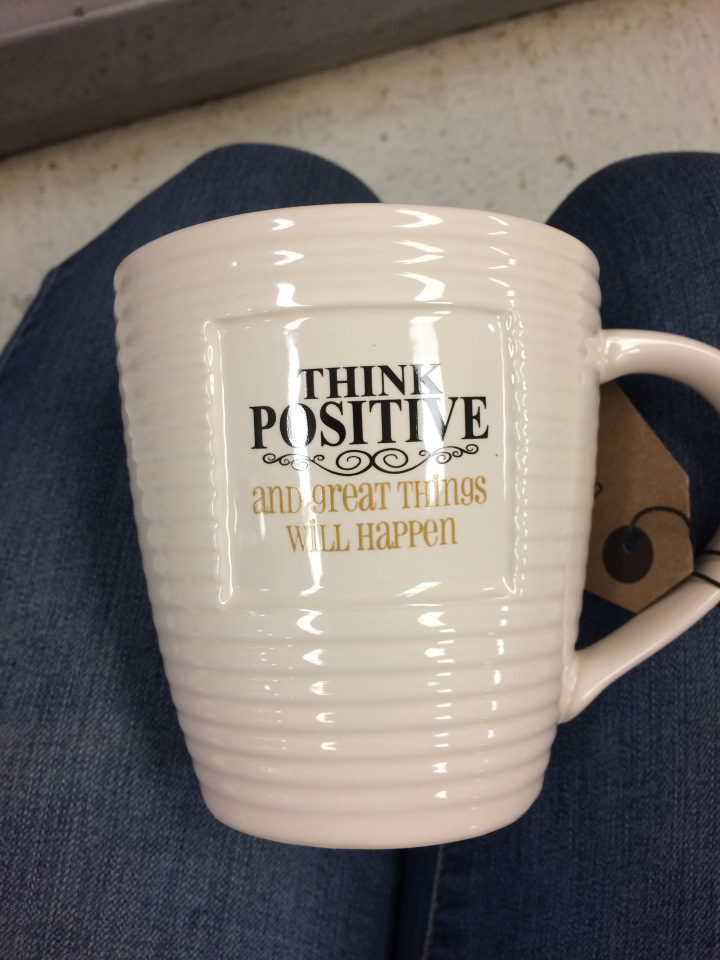 THINK
POSITIVE
and great THings
WiLL HaPPen